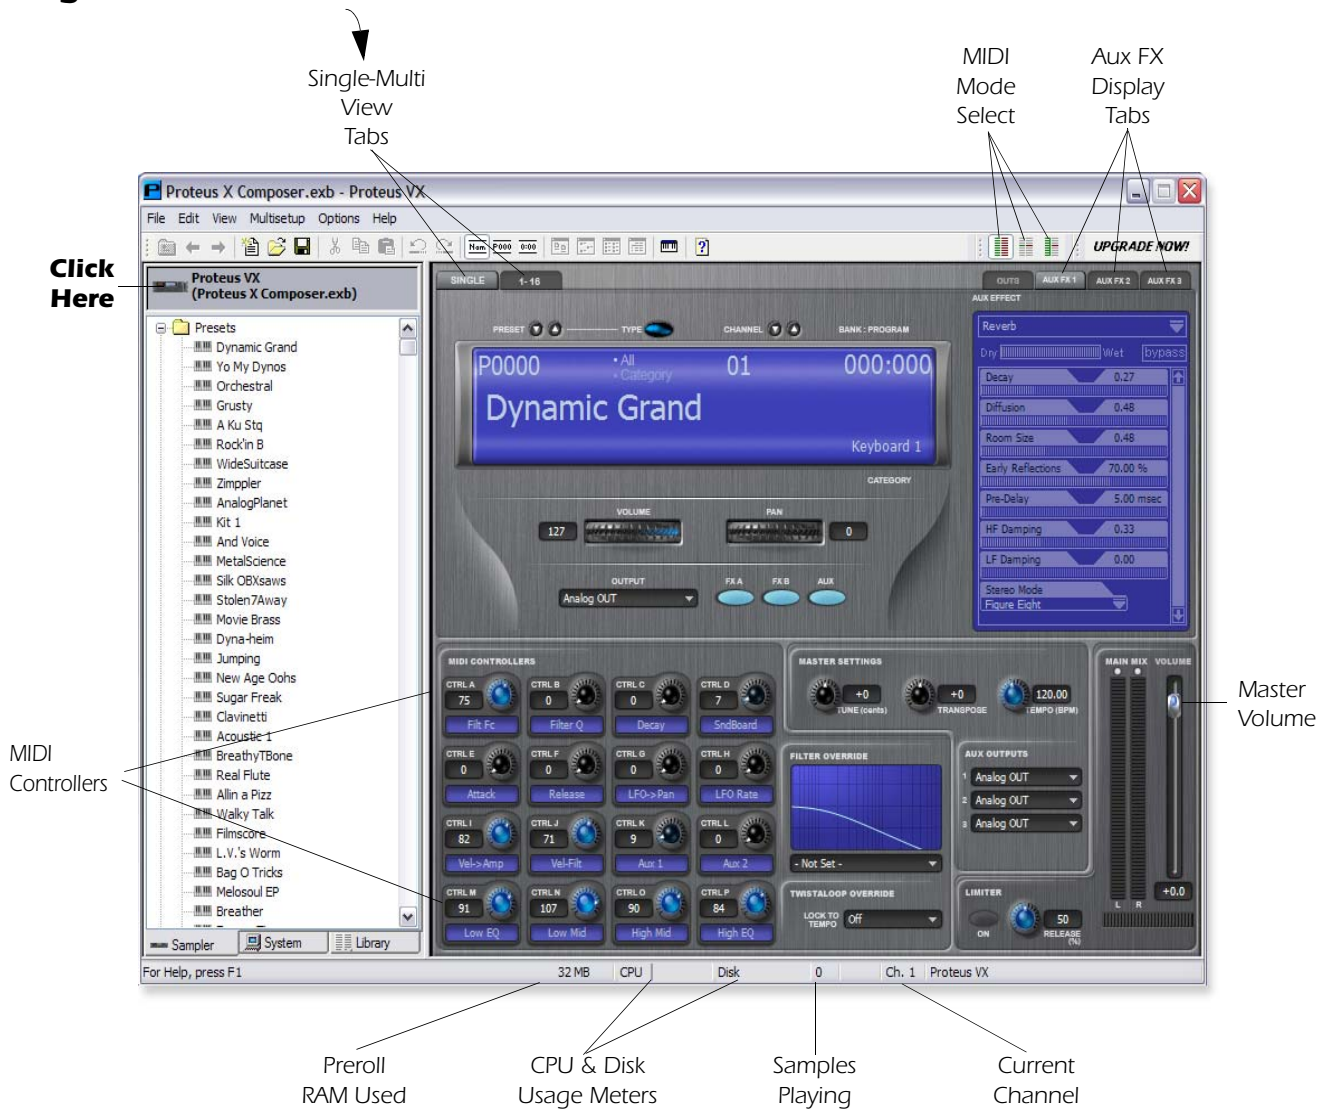 Single-Multi
View
Tabs
MIDI
Mode
Select
Aux FX
Display
Tabs
Proteus X Composer.exb - Proteus VX
File Edit View Multisetup Options Help
Nam P000 0:00
UPGRADE NOW!
Click
Here
Proteus VX
(Proteus X Composer.exb)
Presets
Dynamic Grand
Yo My Dynos
Orchestral
Grusty
A Ku Stq
Rock'in B
WideSuitcase
Zimppler
AnalogPlanet
Kit 1
And Voice
MetalScience
Silk OBXsaws
Stolen7Away
Movie Brass
Dyna-heim
Jumping
New Age Oohs
Sugar Freak
Clavinetti
Acoustic 1
BreathyTBone
Real Flute
Allin a Pizz
Walky Talk
Filmscore
L.V.'s Worm
Bag O Tricks
Melosoul EP
Breather
Sampler System Library
SINGLE 1-16
OUTS AUX FX 1 AUX FX 2 AUX FX 3
PRESET TYPE CHANNEL BANK : PROGRAM
P0000 All 01 000:000
Category
Dynamic Grand
Keyboard 1
CATEGORY
VOLUME PAN
127 0
OUTPUT FX A FX B AUX
Analog OUT
AUX EFFECT
Reverb
Dry Wet bypass
Decay 0.27
Diffusion 0.48
Room Size 0.48
Early Reflections 70.00 %
Pre-Delay 5.00 msec
HF Damping 0.33
LF Damping 0.00
Stereo Mode
Figure Eight
MIDI CONTROLLERS
CTRL A CTRL B CTRL C CTRL D
75 0 0 7
Filt Fc Filter Q Decay SndBoard
CTRL E CTRL F CTRL G CTRL H
0 0 0 0
Attack Release LFO->Pan LFO Rate
CTRL I CTRL J CTRL K CTRL L
82 71 9 0
Vel->Amp Vel-Filt Aux 1 Aux 2
CTRL M CTRL N CTRL O CTRL P
91 107 90 84
Low EQ Low Mid High Mid High EQ
MASTER SETTINGS
+0 +0 120.00
TUNE (cents) TRANSPOSE TEMPO (BPM)
FILTER OVERRIDE
- Not Set -
TWISTALOOP OVERRIDE
LOCK TO
TEMPO Off
AUX OUTPUTS
1 Analog OUT
2 Analog OUT
3 Analog OUT
LIMITER
ON 50
RELEASE
(%)
MAIN MIX VOLUME
L R
+0.0
Master
Volume
MIDI
Controllers
For Help, press F1 32 MB CPU Disk 0 Ch. 1 Proteus VX
Preroll
RAM Used
CPU & Disk
Usage Meters
Samples
Playing
Current
Channel